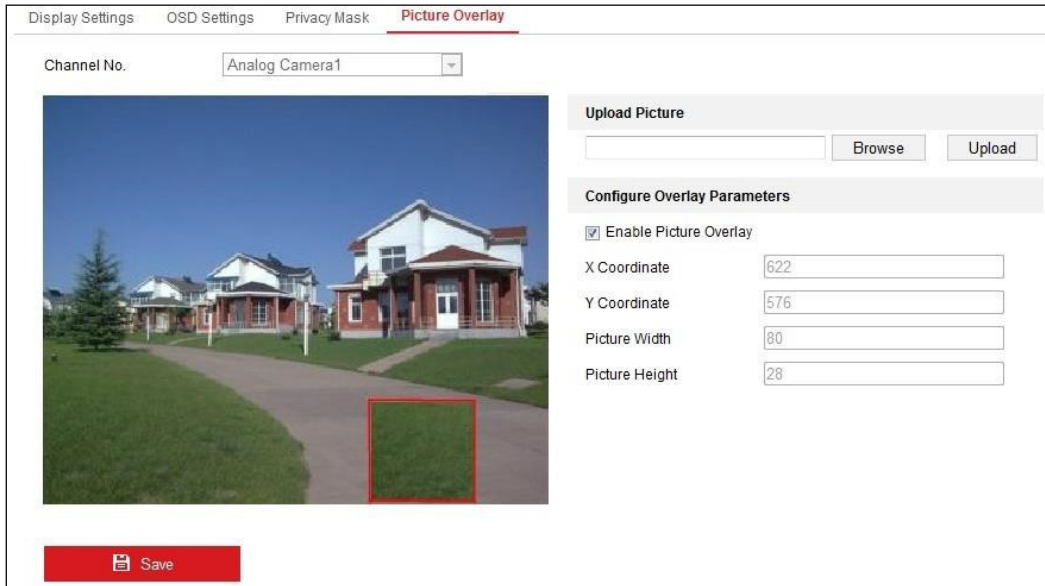 Display Settings OSD Settings Privacy Mask Picture Overlay
Channel No. Analog Camera1
Upload Picture
Browse Upload
Configure Overlay Parameters
Enable Picture Overlay
X Coordinate 622
Y Coordinate 576
Picture Width 80
Picture Height 28
Save